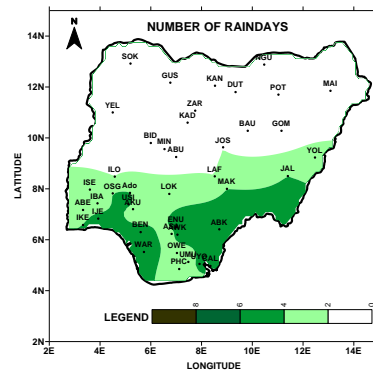 NUMBER OF RAINDAYS
N
14N
12N
10N
8N
6N
4N
2N
LATITUDE
SOK
NGU
GUS
KAN
DUT
POT
MAI
YEL
ZAR
KAD
BAU
GOM
BID
MIN
ABU
JOS
YOL
ILO
LAF
JAL
ISE
OSG
Ado
LOK
MAK
IBA
ABE
IJE
AKU
IKE
BEN
ENU
AWK
ABK
WAR
OWE
UMU
UYO
CAL
PHC
LEGEND
8
6
4
2
0
2E
4E
6E
8E
10E
12E
14E
LONGITUDE